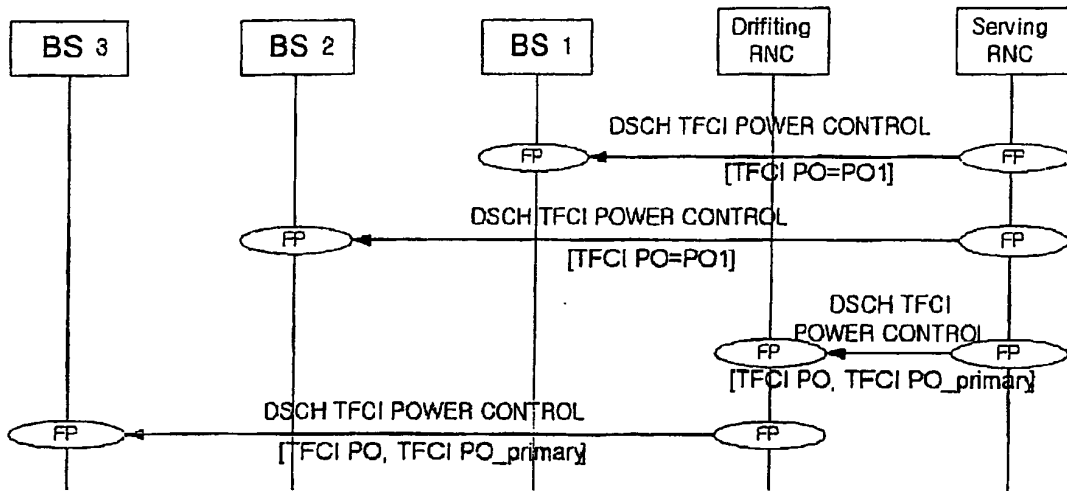 BS 3
BS 2
BS 1
Drifiting
RNC
Serving
RNC
DSCH TFCI POWER CONTROL
FP
FP
[TFCI PO=PO1]
DSCH TFCI POWER CONTROL
FP
FP
[TFCI PO=PO1]
DSCH TFCI
POWER CONTROL
FP
FP
[TFCI PO, TFCI PO_primary]
DSCH TFCI POWER CONTROL
FP
FP
[TFCI PO, TFCI PO_primary]